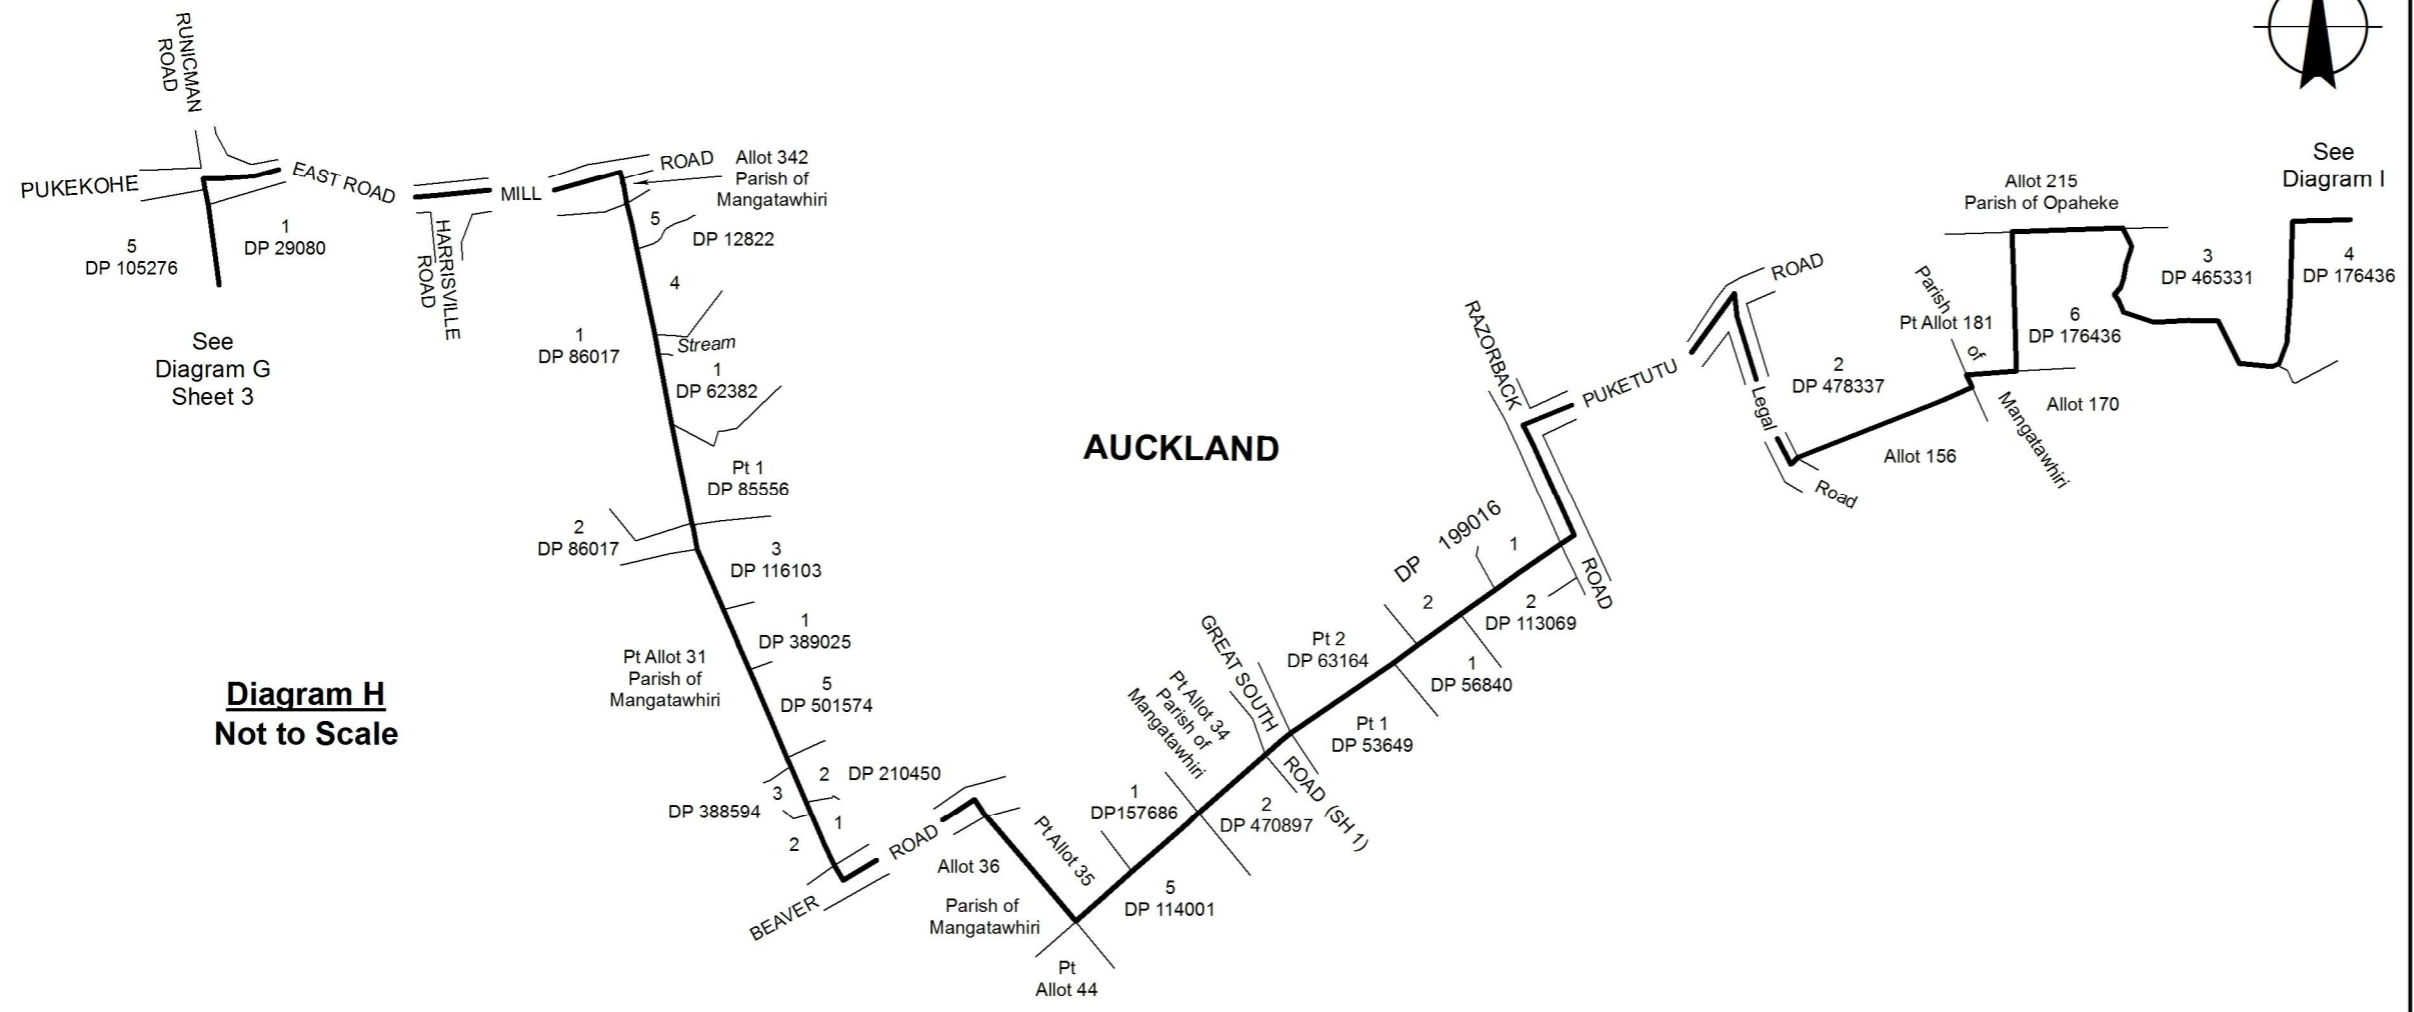 RUNICMAN
ROAD
PUKEKOHE
EAST ROAD
MILL
ROAD
HARRISVILLE
ROAD
5
DP 105276
1
DP 29080
See
Diagram G
Sheet 3
Allot 342
Parish of
Mangatawhiri
5
DP 12822
4
Stream
1
DP 86017
1
DP 62382
Pt 1
DP 85556
2
DP 86017
3
DP 116103
1
DP 389025
Pt Allot 31
Parish of
Mangatawhiri
5
DP 501574
2
DP 210450
3
DP 388594
1
2
Diagram H
Not to Scale
BEAVER
ROAD
Allot 36
Parish of
Mangatawhiri
Pt Allot 35
Pt
Allot 44
5
DP 114001
1
DP157686
Pt Allot 34
Parish of
Mangatawhiri
2
DP 470897
GREAT SOUTH
ROAD (SH 1)
Pt 2
DP 63164
Pt 1
DP 53649
1
DP 56840
2
DP 113069
DP 199016
1
2
AUCKLAND
RAZORBACK
ROAD
PUKETUTU
ROAD
Legal
Road
2
DP 478337
Allot 156
Parish
of
Mangatawhiri
Pt Allot 181
Allot 170
Allot 215
Parish of Opaheke
6
DP 176436
3
DP 465331
4
DP 176436
See
Diagram I